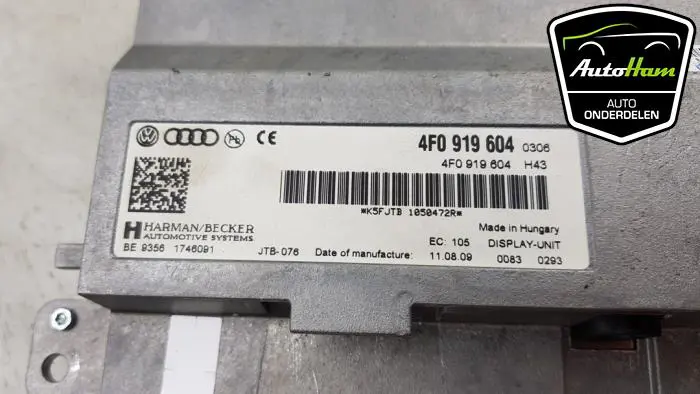 AutoHam
AUTO
ONDERDELEN
Pb CE 4F0 919 604 0306
4F0 919 604 H43
*K5FJTB 1050472R*
HARMAN/BECKER
AUTOMOTIVE SYSTEMS
Made in Hungary
EC: 105 DISPLAY-UNIT
BE 9356 1746091 JTB-076 Date of manufacture: 11.08.09 0083 0293